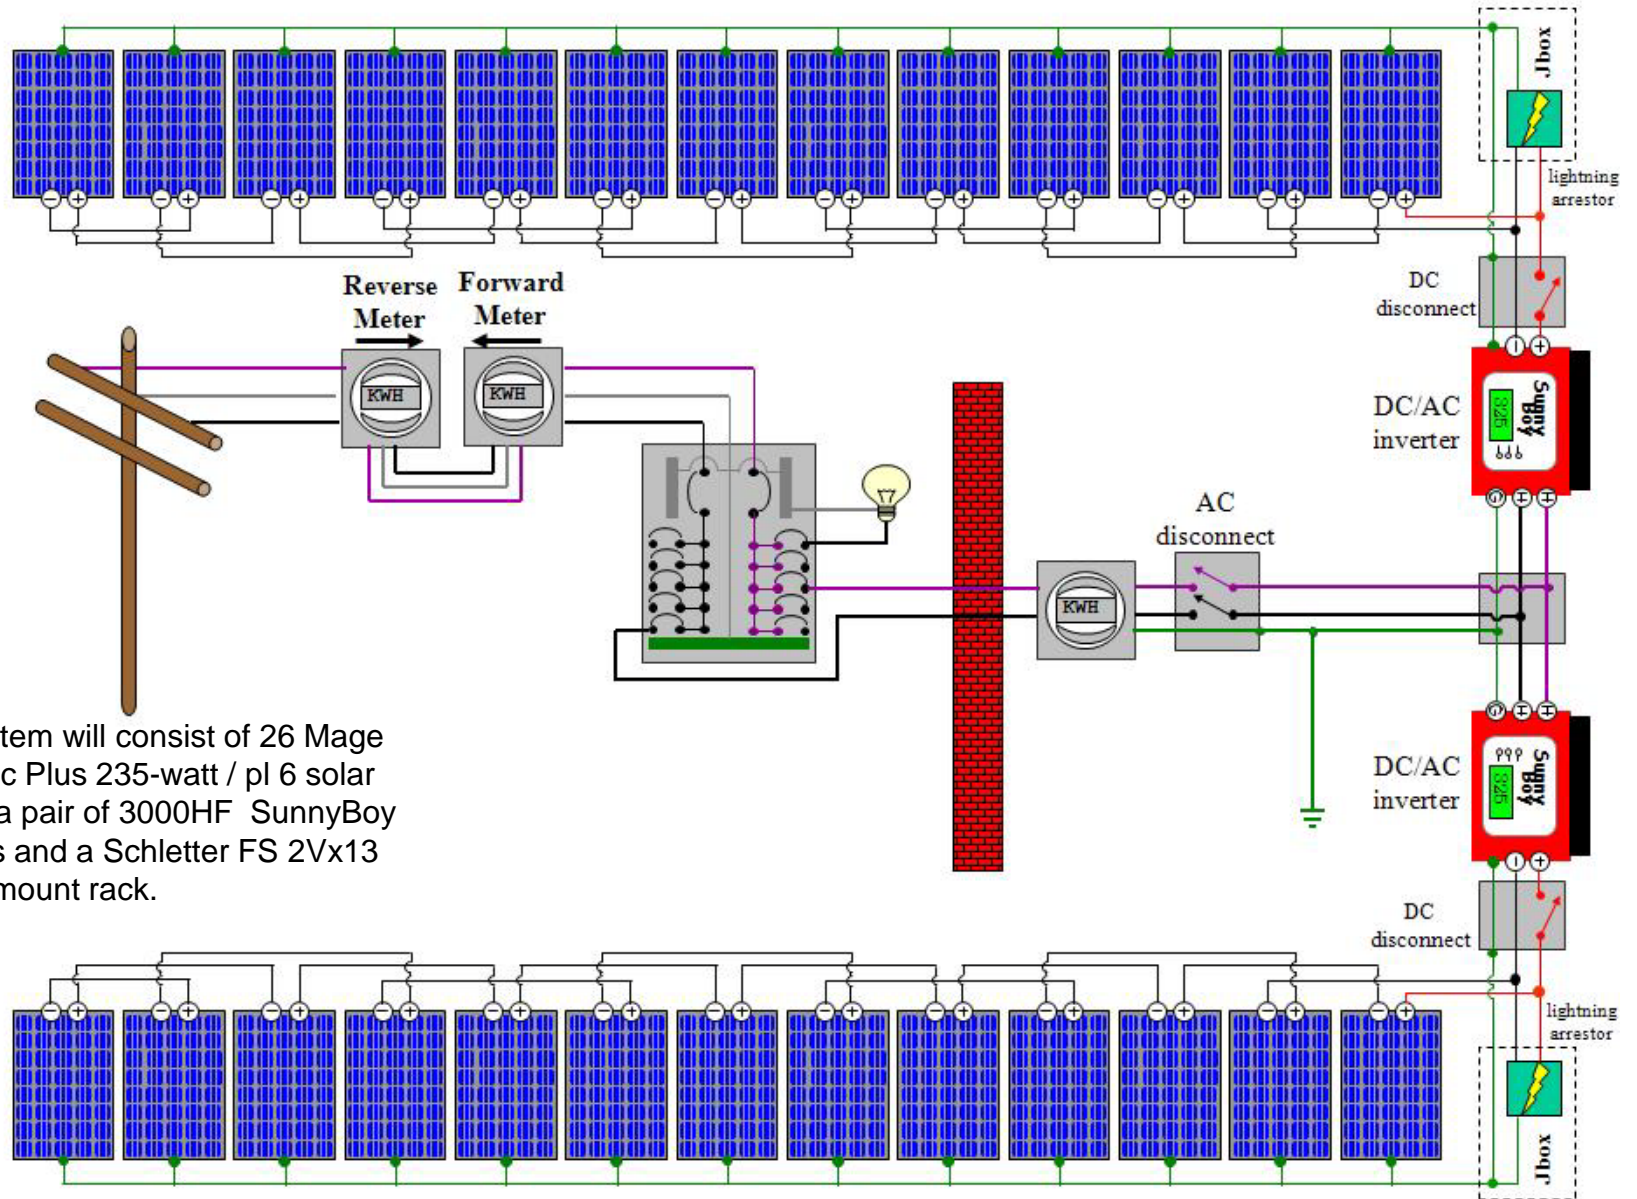 Jbox
lightning
arrestor
DC
disconnect
Reverse
Meter
Forward
Meter
KWH
KWH
DC/AC
inverter
Sunny
Boy
325
G H H
AC
disconnect
KWH
G H H
DC/AC
inverter
Sunny
Boy
325
tem will consist of 26 Mage
c Plus 235-watt / pl 6 solar
a pair of 3000HF SunnyBoy
s and a Schletter FS 2Vx13
mount rack.
DC
disconnect
lightning
arrestor
Jbox